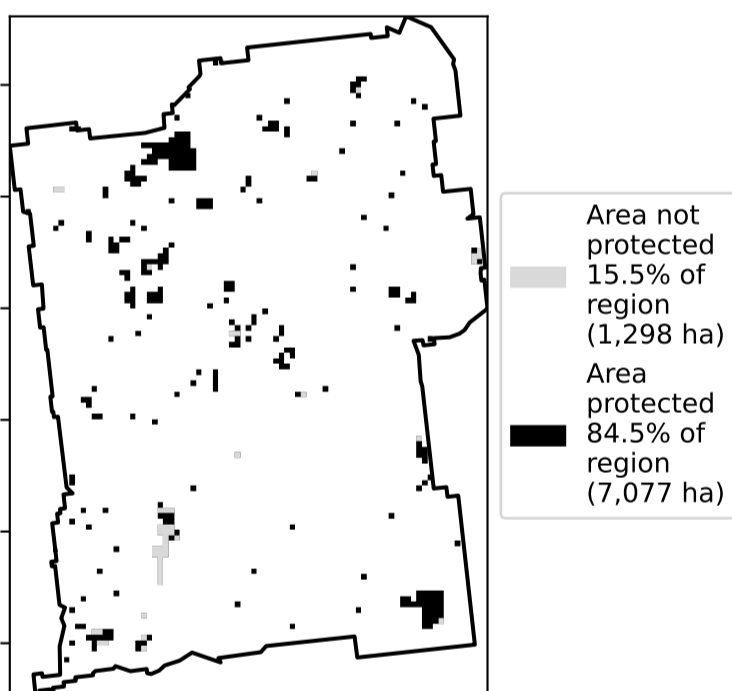 Area not
protected
15.5% of
region
(1,298 ha)
Area
protected
84.5% of
region
(7,077 ha)